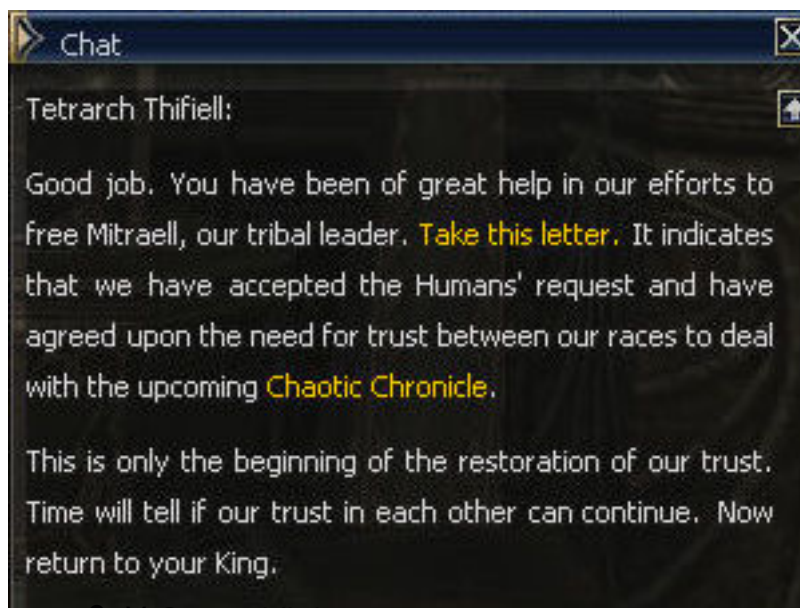 Chat
Tetrarch Thifiell:
Good job. You have been of great help in our efforts to
free Mitraell, our tribal leader. Take this letter. It indicates
that we have accepted the Humans' request and have
agreed upon the need for trust between our races to deal
with the upcoming Chaotic Chronicle.
This is only the beginning of the restoration of our trust.
Time will tell if our trust in each other can continue. Now
return to your King.